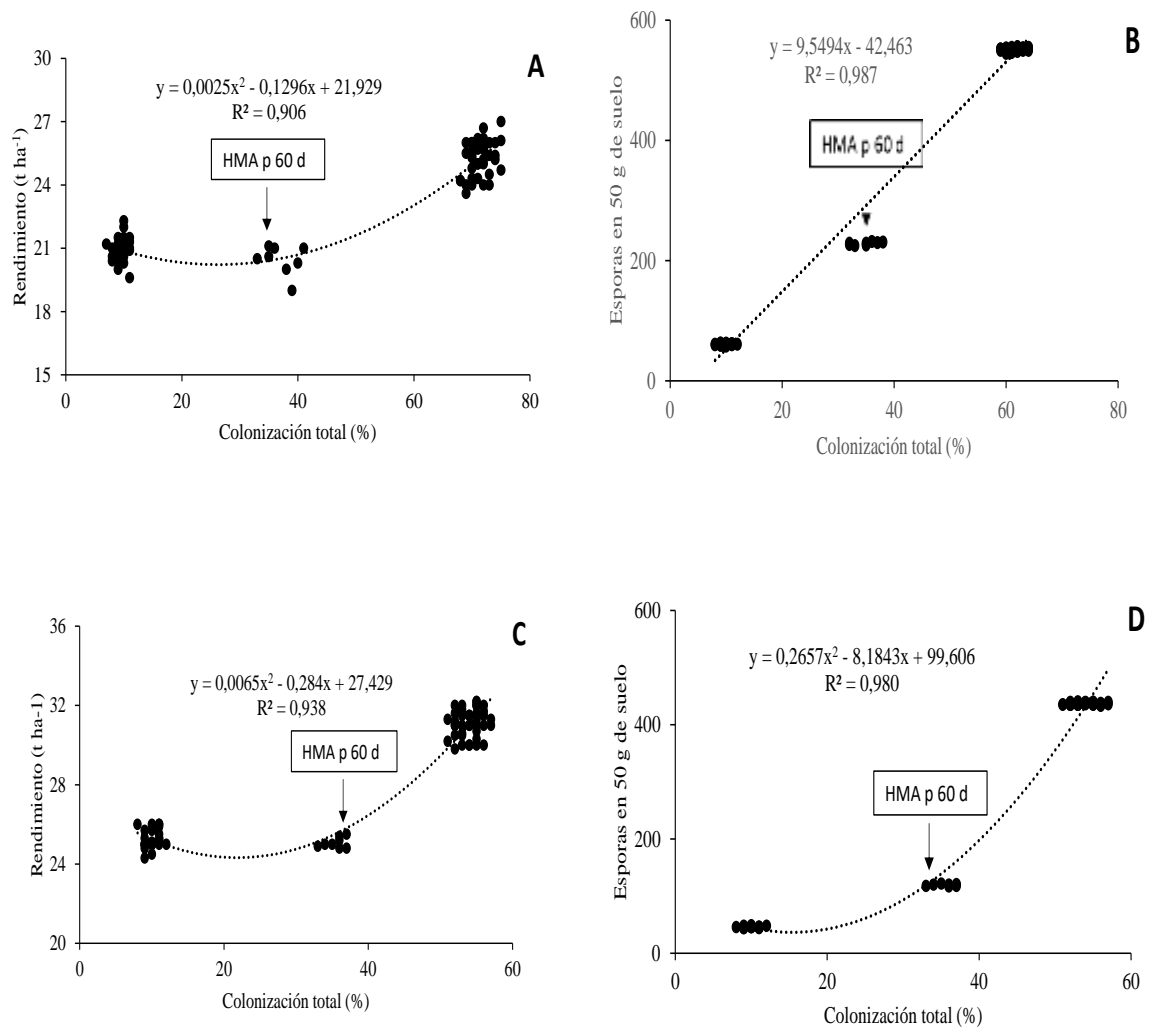 A
y = 0,0025x² - 0,1296x + 21,929
R² = 0,906
HMA p 60 d
Rendimiento (t ha⁻¹)
30
27
24
21
18
15
0 20 40 60 80
Colonización total (%)
B
y = 9,5494x - 42,463
R² = 0,987
HMA p 60 d
Esporas en 50 g de suelo
600
400
200
0
0 20 40 60 80
Colonización total (%)
C
y = 0,0065x² - 0,284x + 27,429
R² = 0,938
HMA p 60 d
Rendimiento (t ha-1)
36
32
28
24
20
0 20 40 60
Colonización total (%)
D
y = 0,2657x² - 8,1843x + 99,606
R² = 0,980
HMA p 60 d
Esporas en 50 g de suelo
600
400
200
0
0 20 40 60
Colonización total (%)